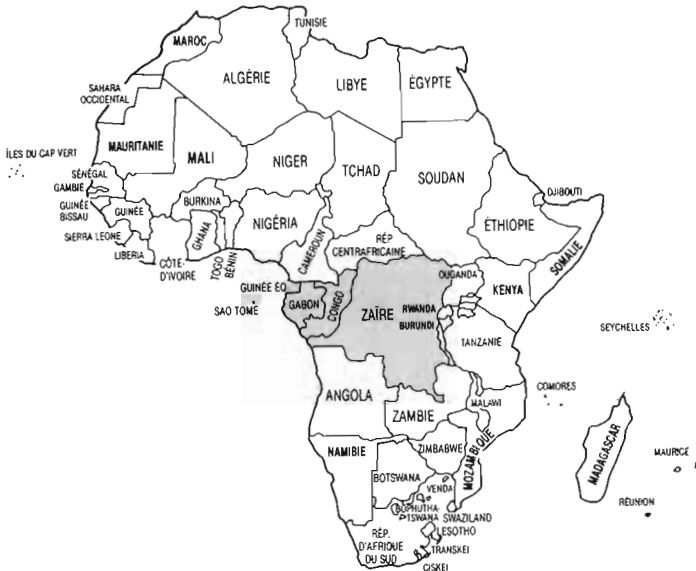 TUNISIE
MAROC
ALGÉRIE
LIBYE
ÉGYPTE
SAHARA
OCCIDENTAL
ÎLES DU CAP VERT
MAURITANIE
MALI
NIGER
TCHAD
SOUDAN
DJIBOUTI
SÉNÉGAL
GAMBIE
GUINÉE
BISSAU
GUINÉE
BURKINA
NIGÉRIA
ÉTHIOPIE
SOMALIE
SIERRA LEONE
LIBERIA
CÔTE-
D'IVOIRE
GHANA
TOGO
BÉNIN
CAMEROUN
RÉP
CENTRAFRICAINE
GUINÉE ÉQ
SAO TOMÉ
GABON
CONGO
ZAÏRE
OUGANDA
KENYA
RWANDA
BURUNDI
TANZANIE
SEYCHELLES
COMORES
ANGOLA
ZAMBIE
MALAWI
MOZAMBIQUE
MADAGASCAR
MAURICE
RÉUNION
NAMIBIE
ZIMBABWE
BOTSWANA
VENDA
BOPHUTHA-
TSWANA
SWAZILAND
LESOTHO
RÉP.
D'AFRIQUE
DU SUD
TRANSKEI
CISKEI